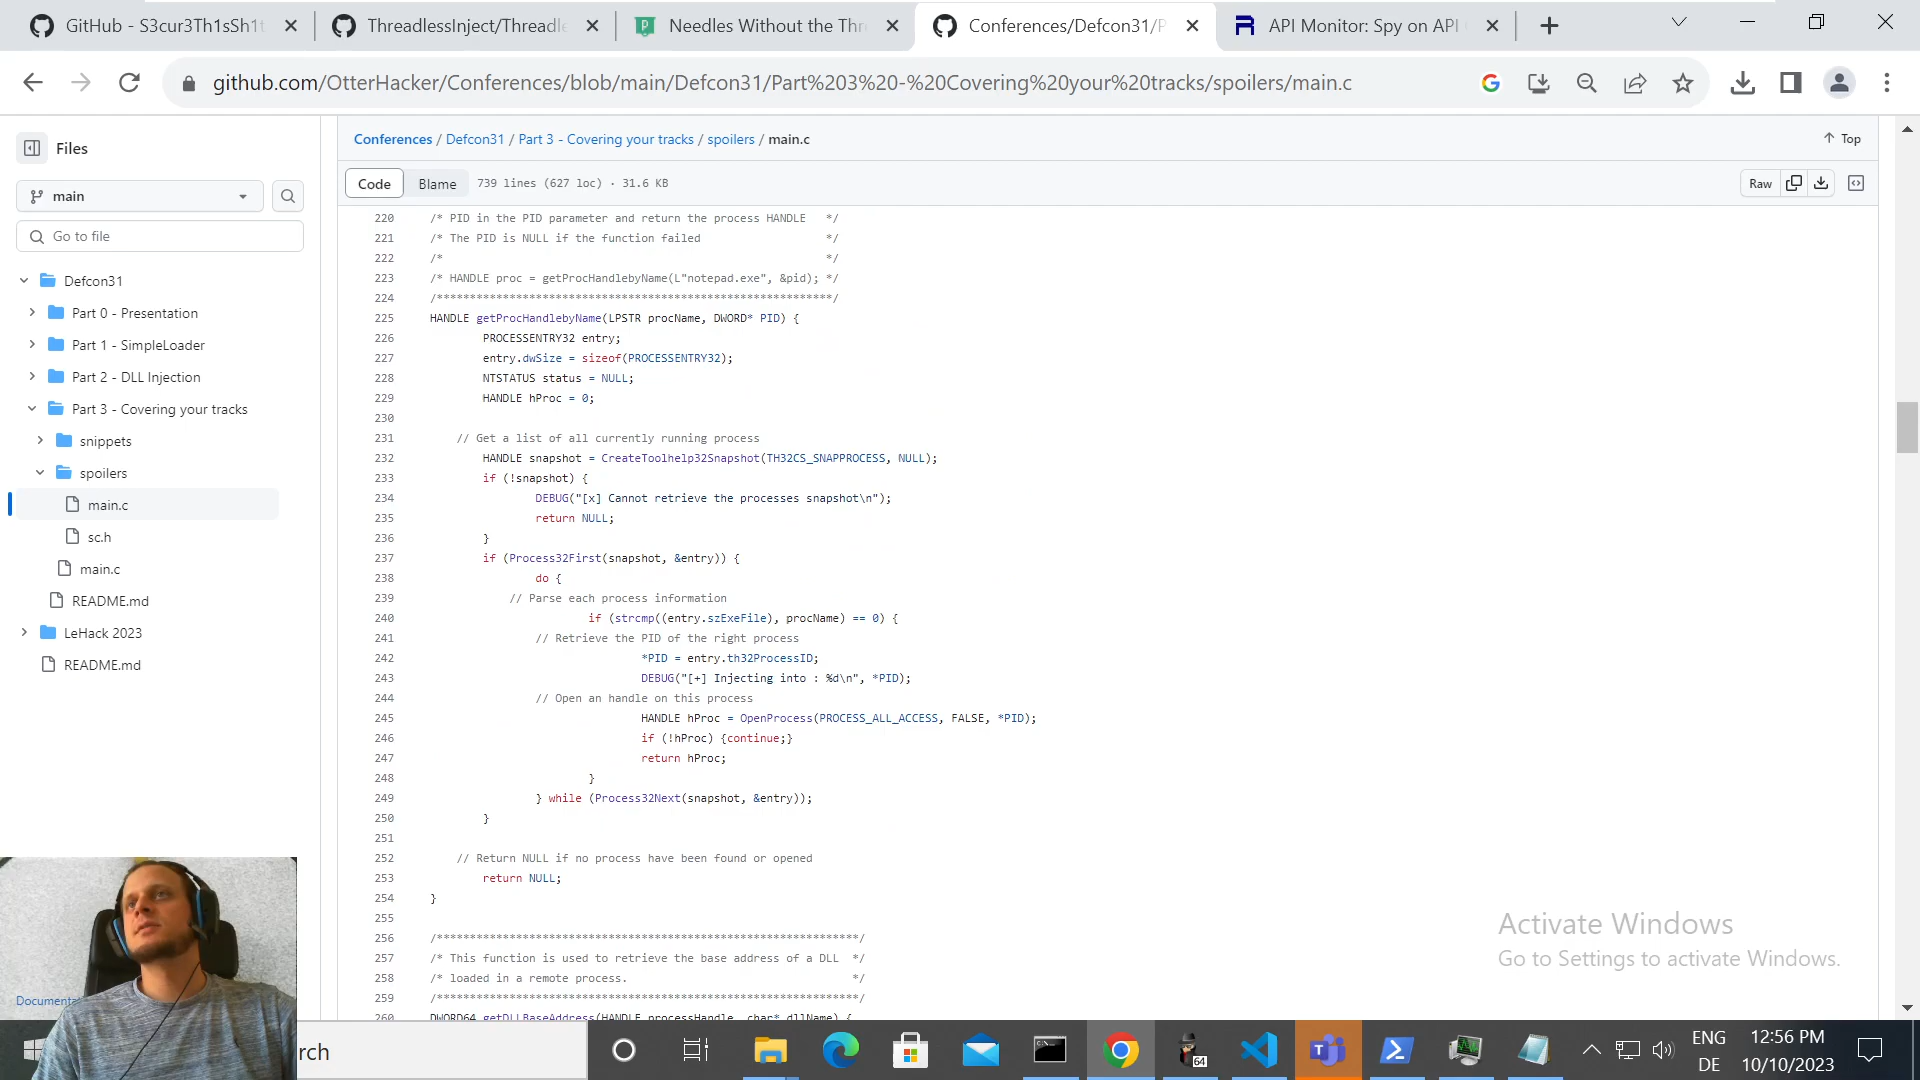 GitHub - S3cur3Th1sSh1t
ThreadlessInject/Threadle
Needles Without the Thr
Conferences/Defcon31/P
API Monitor: Spy on API
github.com/OtterHacker/Conferences/blob/main/Defcon31/Part%203%20-%20Covering%20your%20tracks/spoilers/main.c
Files
main
Go to file
Defcon31
Part 0 - Presentation
Part 1 - SimpleLoader
Part 2 - DLL Injection
Part 3 - Covering your tracks
snippets
spoilers
main.c
sc.h
main.c
README.md
LeHack 2023
README.md
Documenta
Conferences / Defcon31 / Part 3 - Covering your tracks / spoilers / main.c
Top
Code Blame 739 lines (627 loc) · 31.6 KB
Raw
220 /* PID in the PID parameter and return the process HANDLE */
221 /* The PID is NULL if the function failed */
222 /* */
223 /* HANDLE proc = getProcHandlebyName(L"notepad.exe", &pid); */
224 /************************************************************/
225 HANDLE getProcHandlebyName(LPSTR procName, DWORD* PID) {
226 PROCESSENTRY32 entry;
227 entry.dwSize = sizeof(PROCESSENTRY32);
228 NTSTATUS status = NULL;
229 HANDLE hProc = 0;
230
231 // Get a list of all currently running process
232 HANDLE snapshot = CreateToolhelp32Snapshot(TH32CS_SNAPPROCESS, NULL);
233 if (!snapshot) {
234 DEBUG("[x] Cannot retrieve the processes snapshot\n");
235 return NULL;
236 }
237 if (Process32First(snapshot, &entry)) {
238 do {
239 // Parse each process information
240 if (strcmp((entry.szExeFile), procName) == 0) {
241 // Retrieve the PID of the right process
242 *PID = entry.th32ProcessID;
243 DEBUG("[+] Injecting into : %d\n", *PID);
244 // Open an handle on this process
245 HANDLE hProc = OpenProcess(PROCESS_ALL_ACCESS, FALSE, *PID);
246 if (!hProc) {continue;}
247 return hProc;
248 }
249 } while (Process32Next(snapshot, &entry));
250 }
251
252 // Return NULL if no process have been found or opened
253 return NULL;
254 }
255
256 /****************************************************************/
257 /* This function is used to retrieve the base address of a DLL */
258 /* loaded in a remote process. */
259 /****************************************************************/
260 DWORD64 getDLLBaseAddress(HANDLE processHandle, char* dllName) {
Activate Windows
Go to Settings to activate Windows.
rch
64
ENG
DE
12:56 PM
10/10/2023